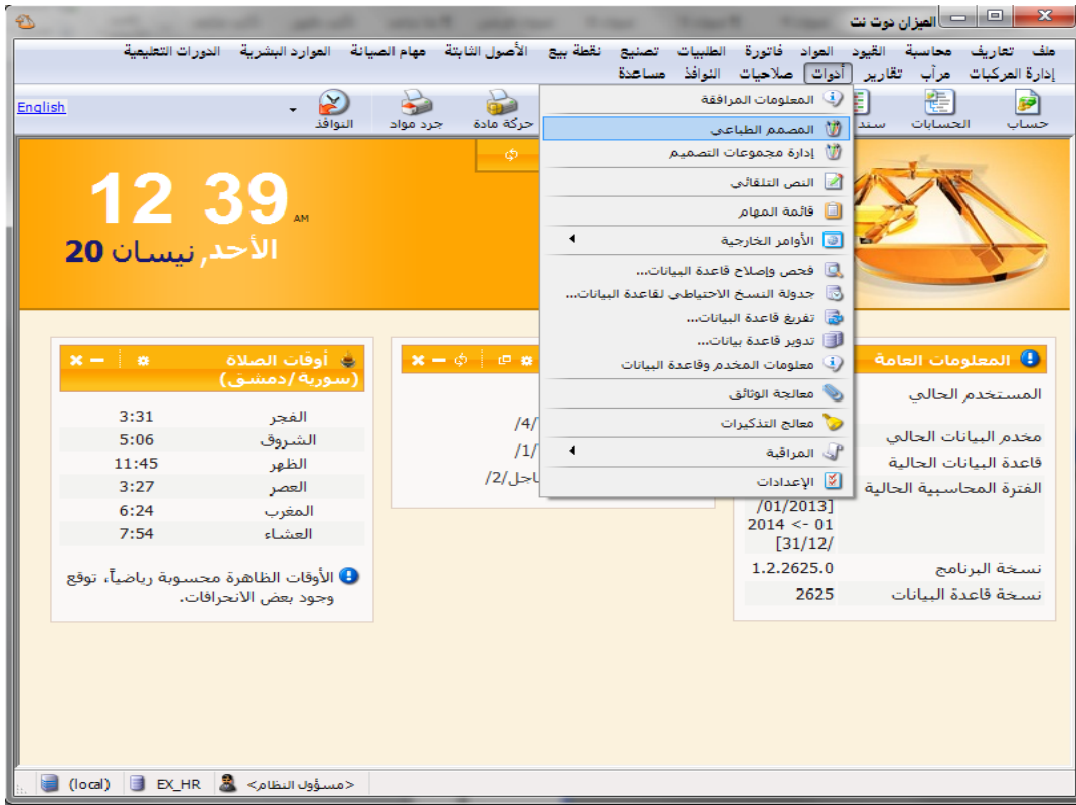 الميزان دوت نت
ملف تعاريف محاسبة القيود المواد فاتورة الطلبيات تصنيع نقطة بيع الأصول الثابتة مهام الصيانة الموارد البشرية الدورات التعليمية
إدارة المركبات مرآب تقارير أدوات صلاحيات النوافذ مساعدة
حساب الحسابات سند حركة مادة جرد مواد النوافذ English
المعلومات المرافقة
المصمم الطباعي
إدارة مجموعات التصميم
النص التلقائي
قائمة المهام
الأوامر الخارجية
فحص وإصلاح قاعدة البيانات...
جدولة النسخ الاحتياطي لقاعدة البيانات...
تفريغ قاعدة البيانات...
تدوير قاعدة بيانات...
معلومات المخدم وقاعدة البيانات
معالجة الوثائق
معالج التذكيرات
المراقبة
الإعدادات
12 39 AM
الأحد, نيسان 20
المعلومات العامة
المستخدم الحالي
مخدم البيانات الحالي
قاعدة البيانات الحالية
الفترة المحاسبية الحالية
[01/2013/
01 -> 2014
/31/12]
نسخة البرنامج 1.2.2625.0
نسخة قاعدة البيانات 2625
/4/
/1/
اجل/2/
أوقات الصلاة
(سورية/دمشق)
الفجر 3:31
الشروق 5:06
الظهر 11:45
العصر 3:27
المغرب 6:24
العشاء 7:54
الأوقات الظاهرة محسوبة رياضياً، توقع
وجود بعض الانحرافات.
(local) EX_HR <مسؤول النظام>